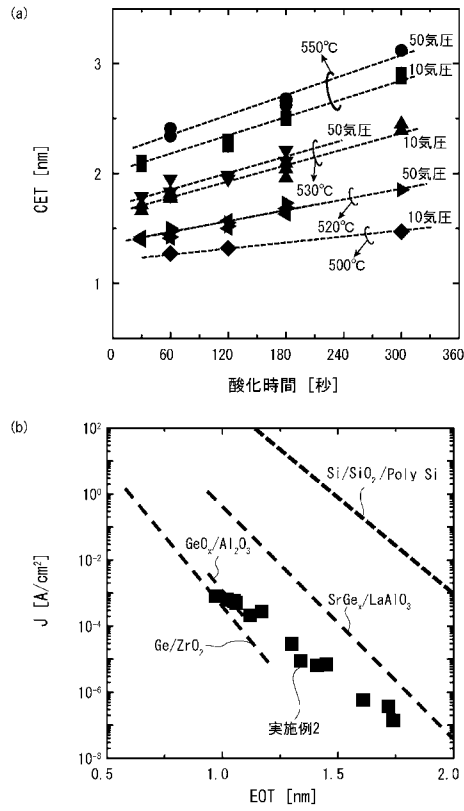 (a)
CET [nm]
3
2
1
550℃
50気圧
10気圧
50気圧
10気圧
530℃
50気圧
520℃
10気圧
500℃
0 60 120 180 240 300 360
酸化時間 [秒]
(b)
J [A/cm²]
10²
10⁰
10⁻²
10⁻⁴
10⁻⁶
10⁻⁸
Si/SiO₂/Poly Si
GeOₓ/Al₂O₃
SrGeₓ/LaAlO₃
Ge/ZrO₂
実施例2
0.5 1.0 1.5 2.0
EOT [nm]